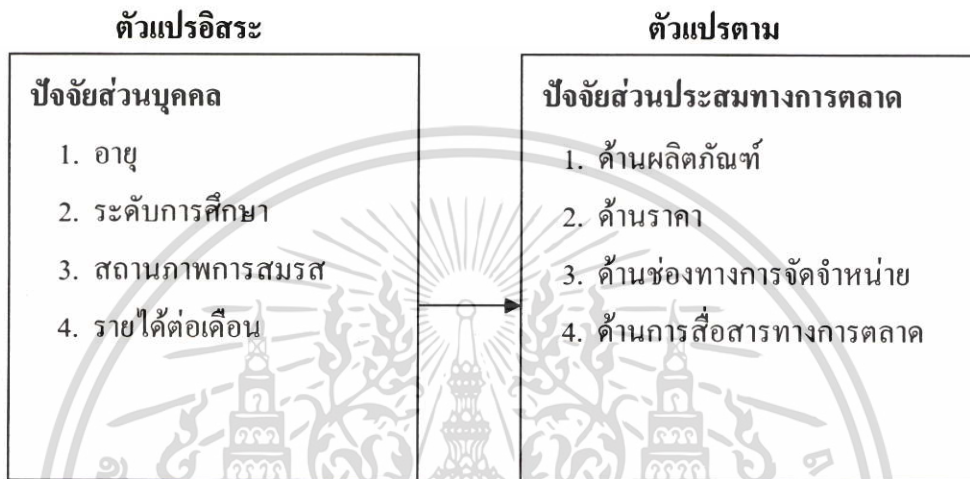 ตัวแปรอิสระ
ตัวแปรตาม
ปัจจัยส่วนบุคคล
1. อายุ
2. ระดับการศึกษา
3. สถานภาพการสมรส
4. รายได้ต่อเดือน
ปัจจัยส่วนประสมทางการตลาด
1. ด้านผลิตภัณฑ์
2. ด้านราคา
3. ด้านช่องทางการจัดจำหน่าย
4. ด้านการสื่อสารทางการตลาด